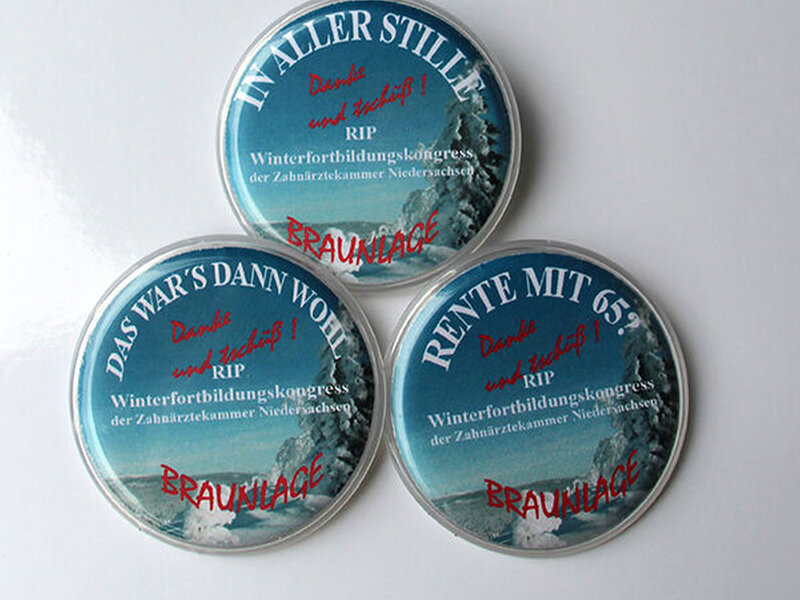 IN ALLER STILLE
Danke
und tschüß !
RIP
Winterfortbildungskongress
der Zahnärztekammer Niedersachsen
BRAUNLAGE
DAS WAR´S DANN WOHL
Danke
und tschüß !
RIP
Winterfortbildungskongress
der Zahnärztekammer Niedersachsen
BRAUNLAGE
RENTE MIT 65?
Danke
und tschüß !
RIP
Winterfortbildungskongress
der Zahnärztekammer Niedersachsen
BRAUNLAGE